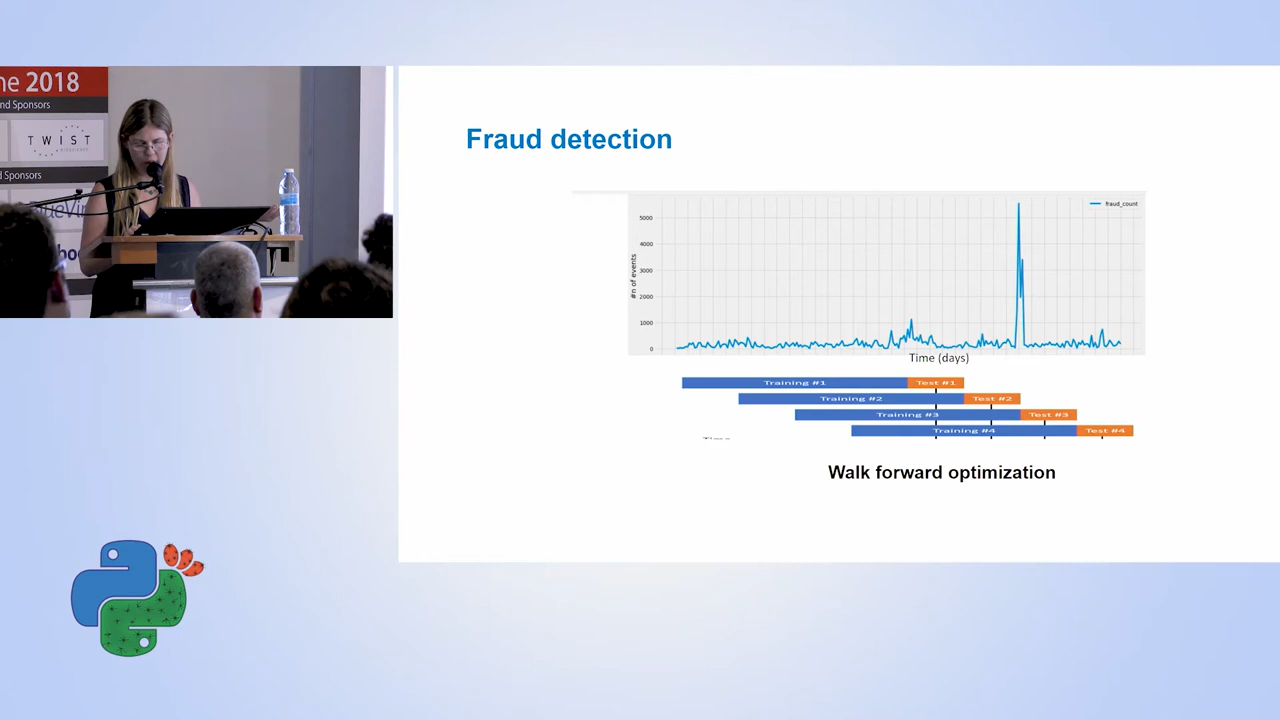 ne 2018
nd Sponsors
TWIST
Sponsors
Fraud detection
fraud_count
#n of events
5000
4000
3000
2000
1000
0
Time (days)
Training #1 Test #1
Training #2 Test #2
Training #3 Test #3
Training #4 Test #4
Walk forward optimization